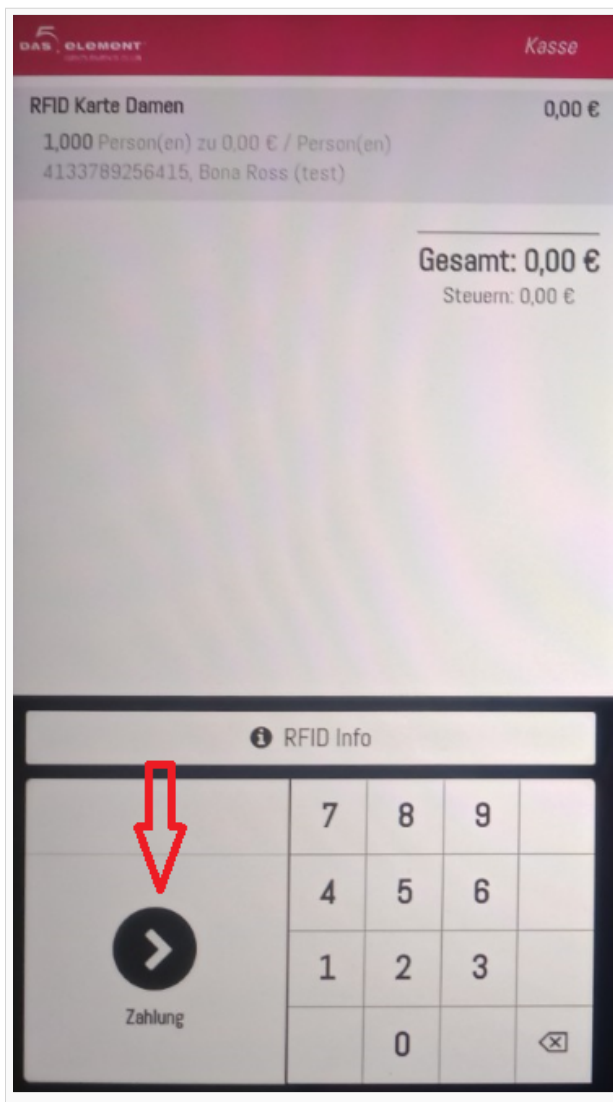 DAS 5 ELEMENT
Kasse
RFID Karte Damen 0,00 €
1,000 Person(en) zu 0,00 € / Person(en)
4133789256415, Bona Ross (test)
Gesamt: 0,00 €
Steuern: 0,00 €
RFID Info
7 8 9
4 5 6
1 2 3
Zahlung
0